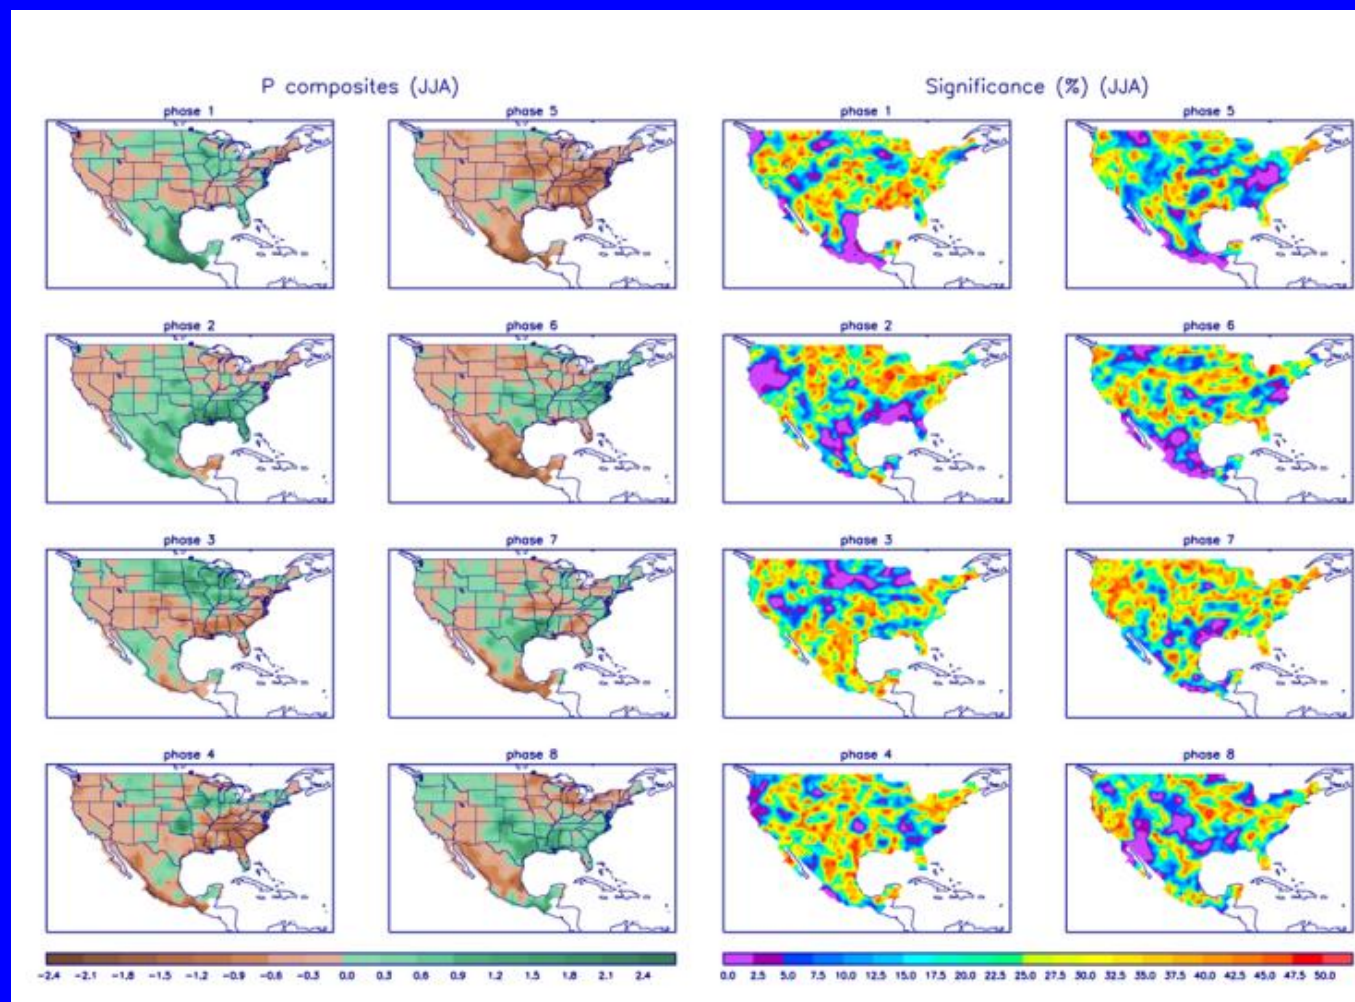 P composites (JJA)
Significance (%) (JJA)
phase 1
phase 5
phase 1
phase 5
phase 2
phase 6
phase 2
phase 6
phase 3
phase 7
phase 3
phase 7
phase 4
phase 8
phase 4
phase 8
-2.4 -2.1 -1.8 -1.5 -1.2 -0.9 -0.6 -0.3 0.0 0.3 0.6 0.9 1.2 1.5 1.8 2.1 2.4
0.0 2.5 5.0 7.5 10.0 12.5 15.0 17.5 20.0 22.5 25.0 27.5 30.0 32.5 35.0 37.5 40.0 42.5 45.0 47.5 50.0